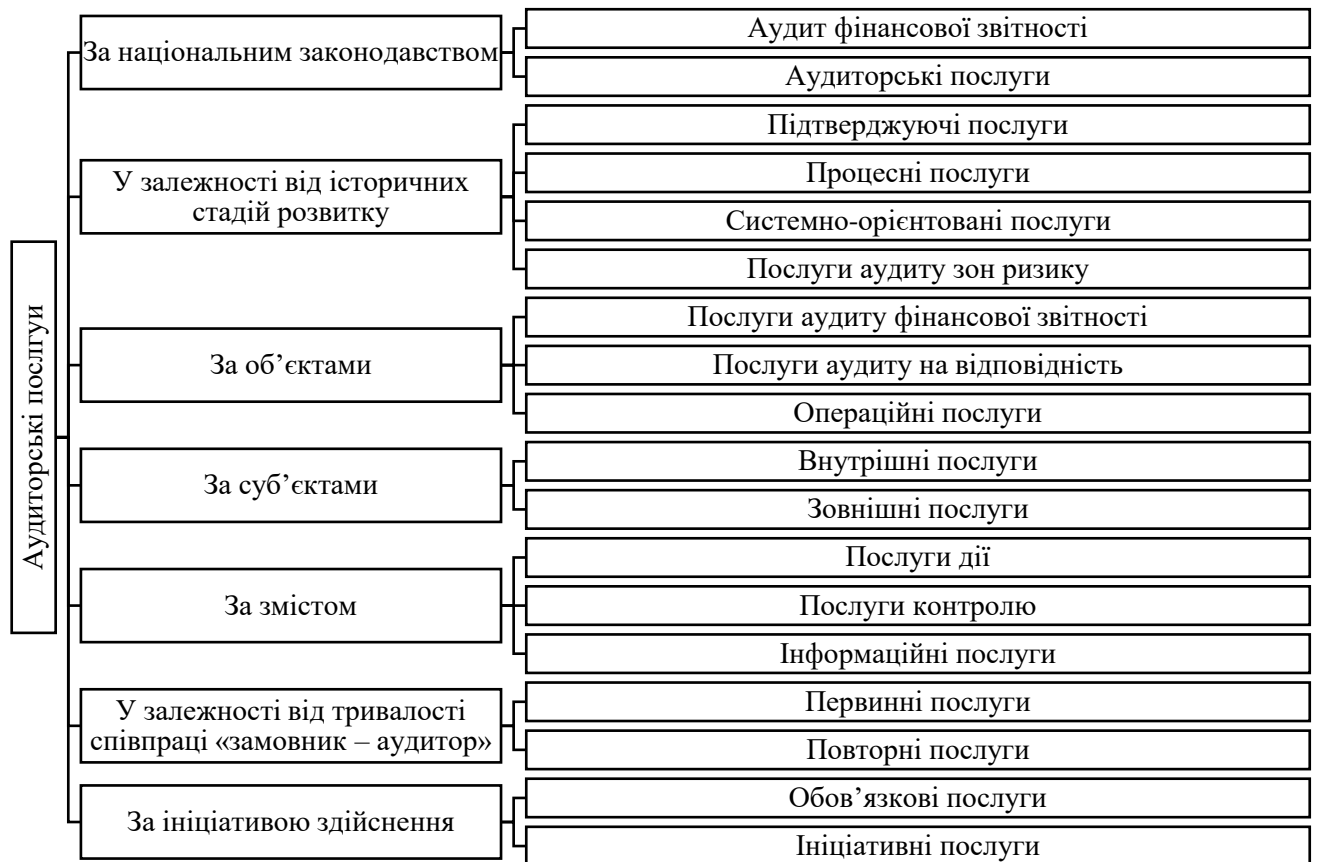 Аудиторські послгуи
За національним законодавством
Аудит фінансової звітності
Аудиторські послуги
У залежності від історичних
стадій розвитку
Підтверджуючі послуги
Процесні послуги
Системно-орієнтовані послуги
Послуги аудиту зон ризику
За об’єктами
Послуги аудиту фінансової звітності
Послуги аудиту на відповідність
Операційні послуги
За суб’єктами
Внутрішні послуги
Зовнішні послуги
За змістом
Послуги дії
Послуги контролю
Інформаційні послуги
У залежності від тривалості
співпраці «замовник – аудитор»
Первинні послуги
Повторні послуги
За ініціативою здійснення
Обов’язкові послуги
Ініціативні послуги